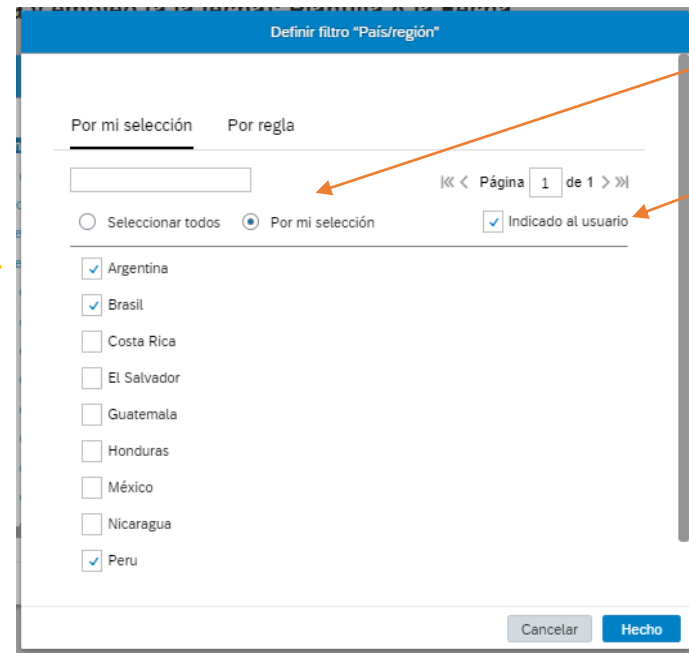 Definir filtro "País/región"
Por mi selección Por regla
Página 1 de 1
Seleccionar todos Por mi selección Indicado al usuario
Argentina
Brasil
Costa Rica
El Salvador
Guatemala
Honduras
México
Nicaragua
Peru
Cancelar Hecho